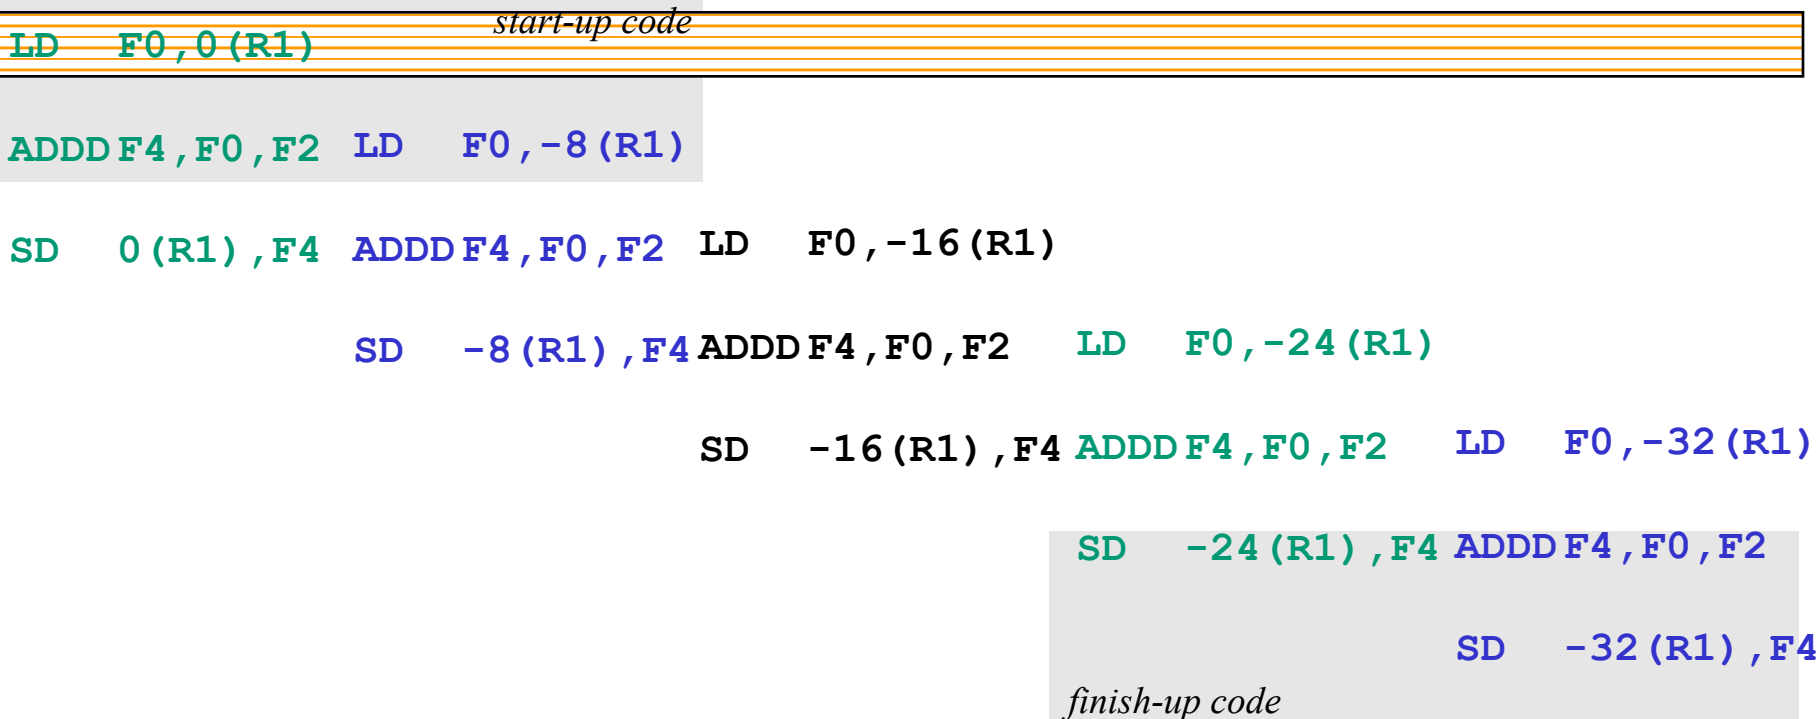 start-up code
LD F0,0(R1)
ADDD F4,F0,F2 LD F0,-8(R1)
SD 0(R1),F4 ADDD F4,F0,F2 LD F0,-16(R1)
SD -8(R1),F4 ADDD F4,F0,F2 LD F0,-24(R1)
SD -16(R1),F4 ADDD F4,F0,F2 LD F0,-32(R1)
SD -24(R1),F4 ADDD F4,F0,F2
SD -32(R1),F4
finish-up code